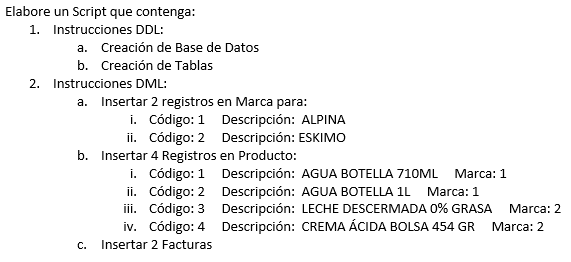 Elabore un Script que contenga:
1. Instrucciones DDL:
a. Creación de Base de Datos
b. Creación de Tablas
2. Instrucciones DML:
a. Insertar 2 registros en Marca para:
i. Código: 1 Descripción: ALPINA
ii. Código: 2 Descripción: ESKIMO
b. Insertar 4 Registros en Producto:
i. Código: 1 Descripción: AGUA BOTELLA 710ML Marca: 1
ii. Código: 2 Descripción: AGUA BOTELLA 1L Marca: 1
iii. Código: 3 Descripción: LECHE DESCERMADA 0% GRASA Marca: 2
iv. Código: 4 Descripción: CREMA ÁCIDA BOLSA 454 GR Marca: 2
c. Insertar 2 Facturas